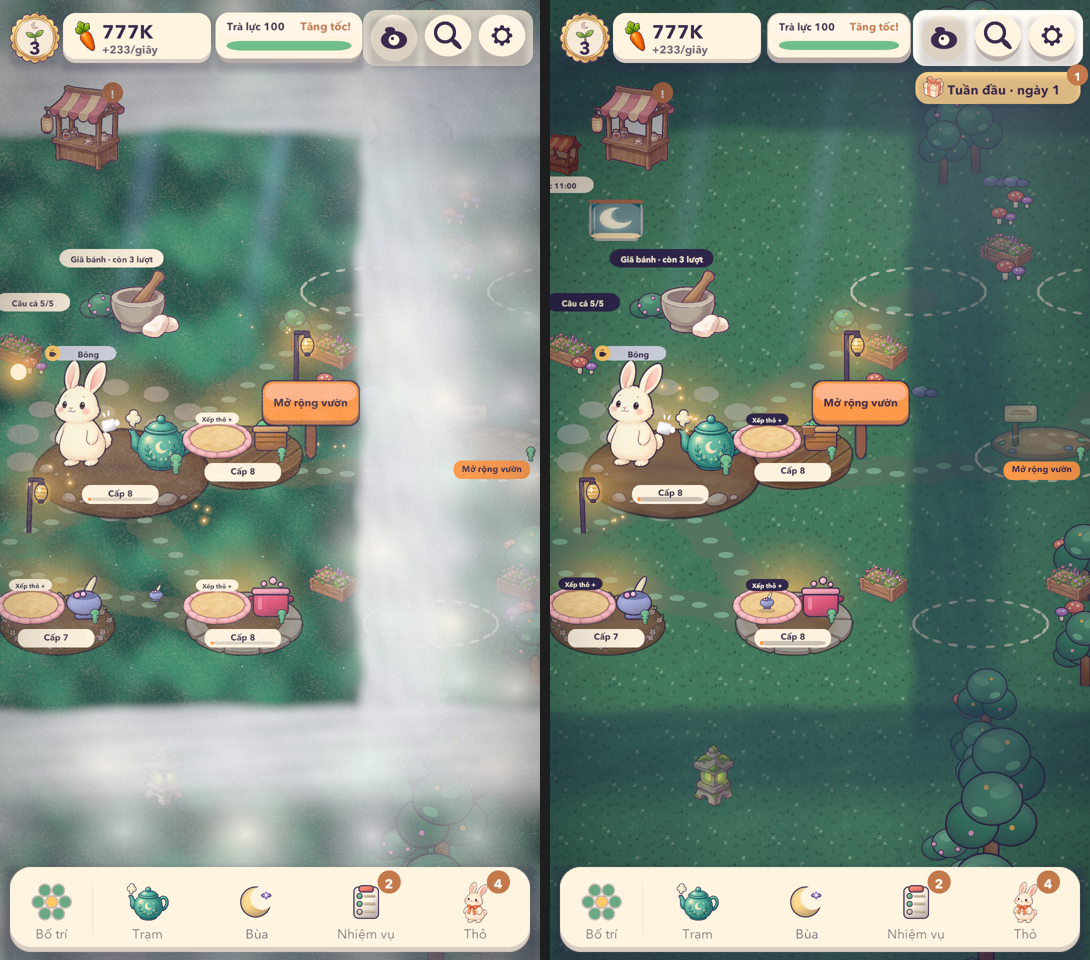 3
777K
+233/giây
Trà lực 100 Tăng tốc!
!
Giã bánh · còn 3 lượt
Câu cá 5/5
Bông
Xếp thỏ +
Mở rộng vườn
Cấp 8
Cấp 8
Mở rộng vườn
Xếp thỏ +
Xếp thỏ +
Cấp 7
Cấp 8
2
4
Bố trí
Trạm
Bùa
Nhiệm vụ
Thỏ
3
777K
+233/giây
Trà lực 100 Tăng tốc!
1
Tuần đầu · ngày 1
!
11:00
Giã bánh · còn 3 lượt
Câu cá 5/5
Bông
Xếp thỏ +
Mở rộng vườn
Cấp 8
Cấp 8
Mở rộng vườn
Xếp thỏ +
Xếp thỏ +
Cấp 7
Cấp 8
2
4
Bố trí
Trạm
Bùa
Nhiệm vụ
Thỏ